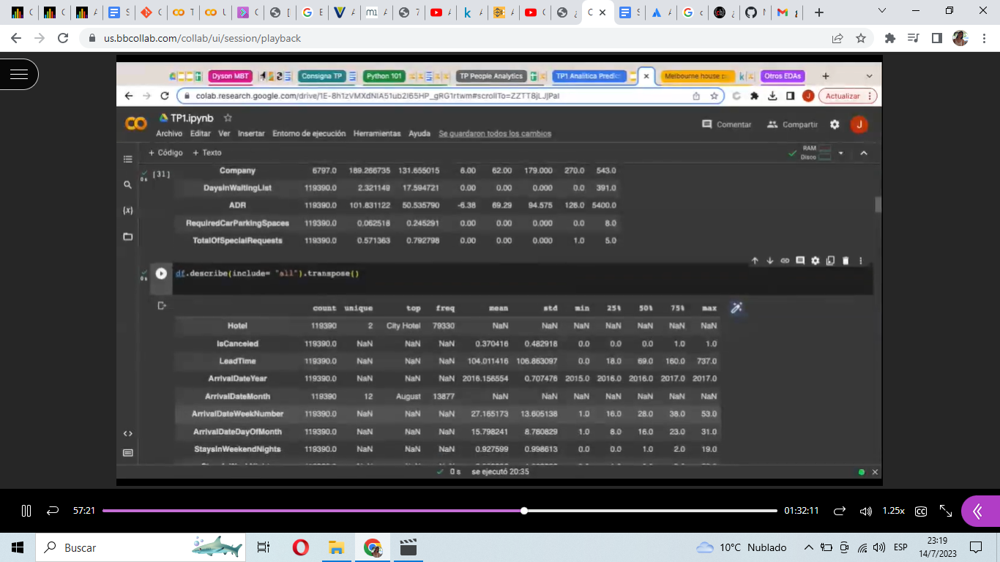 us.bbcollab.com/collab/ui/session/playback
Dyson MBT Consigna TP Python 101 TP People Analytics TP1 Analítica Predic Melbourne house p Otros EDAs
colab.research.google.com/drive/1E-8h1zVMXdNIA51ub2I65HP_gRG1rtwm#scrollTo=ZZTT8jLJjPaI
Actualizar
TP1.ipynb
Comentar Compartir J
Archivo Editar Ver Insertar Entorno de ejecución Herramientas Ayuda Se guardaron todos los cambios
+ Código + Texto
RAM
Disco
[31]
0 s
Company 6797.0 189.266735 131.655015 6.00 62.00 179.000 270.0 543.0
DaysInWaitingList 119390.0 2.321149 17.594721 0.00 0.00 0.000 0.0 391.0
ADR 119390.0 101.831122 50.535790 -6.38 69.29 94.575 126.0 5400.0
RequiredCarParkingSpaces 119390.0 0.062518 0.245291 0.00 0.00 0.000 0.0 8.0
TotalOfSpecialRequests 119390.0 0.571363 0.792798 0.00 0.00 0.000 1.0 5.0
0 s
df.describe(include= "all").transpose()
count unique top freq mean std min 25% 50% 75% max
Hotel 119390 2 City Hotel 79330 NaN NaN NaN NaN NaN NaN NaN
IsCanceled 119390.0 NaN NaN NaN 0.370416 0.482918 0.0 0.0 0.0 1.0 1.0
LeadTime 119390.0 NaN NaN NaN 104.011416 106.863097 0.0 18.0 69.0 160.0 737.0
ArrivalDateYear 119390.0 NaN NaN NaN 2016.156554 0.707476 2015.0 2016.0 2016.0 2017.0 2017.0
ArrivalDateMonth 119390 12 August 13877 NaN NaN NaN NaN NaN NaN NaN
ArrivalDateWeekNumber 119390.0 NaN NaN NaN 27.165173 13.605138 1.0 16.0 28.0 38.0 53.0
ArrivalDateDayOfMonth 119390.0 NaN NaN NaN 15.798241 8.780829 1.0 8.0 16.0 23.0 31.0
StaysInWeekendNights 119390.0 NaN NaN NaN 0.927599 0.998613 0.0 0.0 1.0 2.0 19.0
0 s se ejecutó 20:35
57:21 01:32:11 1.25x
Buscar
10°C Nublado
ESP
23:19
14/7/2023